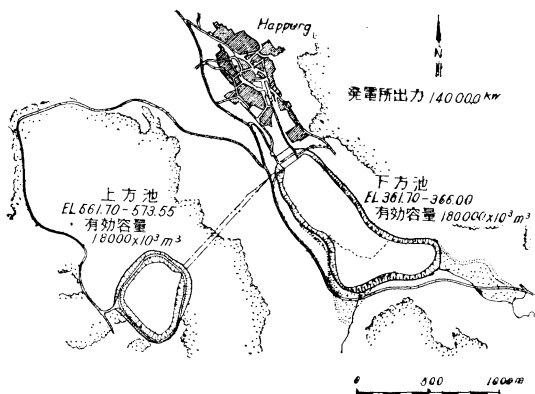 Happurg
N
発電所出力 140000 kW
上方池
EL 561.70-573.55
有効容量
18000×10³m³
下方池
EL 361.70-366.00
有効容量 180000×10³m³
0 500 1000m